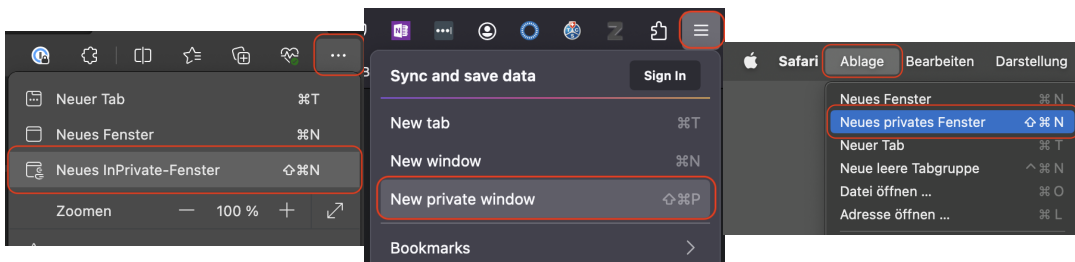 Neuer Tab ⌘T
Neues Fenster ⌘N
Neues InPrivate-Fenster ⇧⌘N
Zoomen — 100 % +
Sync and save data Sign In
New tab ⌘T
New window ⌘N
New private window ⇧⌘P
Bookmarks
Safari Ablage Bearbeiten Darstellung
Neues Fenster ⌘ N
Neues privates Fenster ⇧ ⌘ N
Neuer Tab ⌘ T
Neue leere Tabgruppe ^ ⌘ N
Datei öffnen ... ⌘ O
Adresse öffnen ... ⌘ L